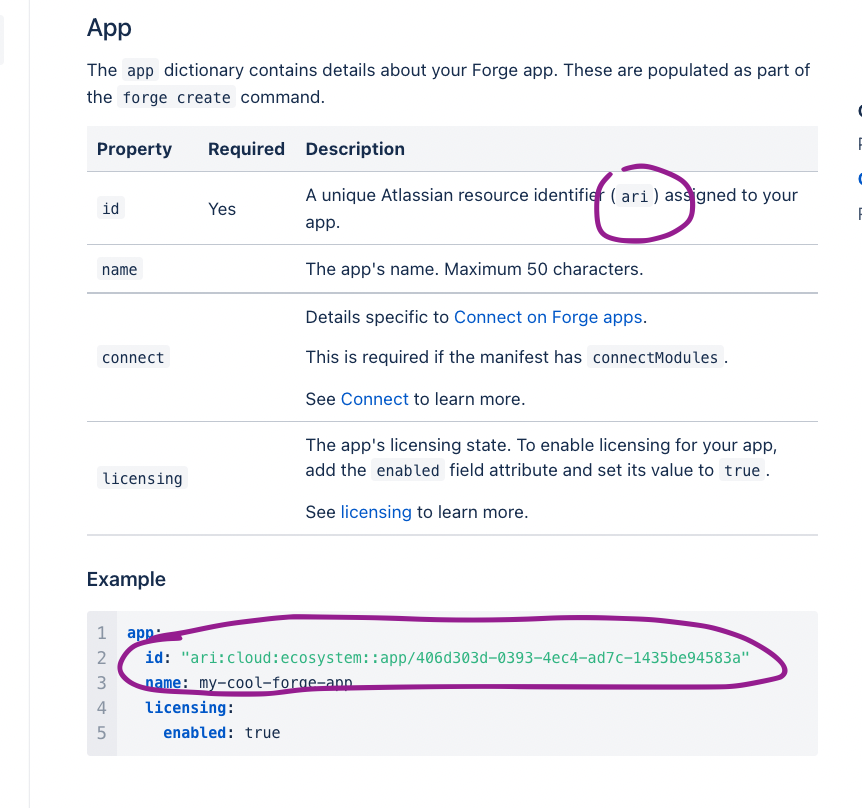 App
The app dictionary contains details about your Forge app. These are populated as part of
the forge create command.
Property Required Description
id Yes A unique Atlassian resource identifier ( ari ) assigned to your
app.
name The app's name. Maximum 50 characters.
Details specific to Connect on Forge apps.
connect This is required if the manifest has connectModules .
See Connect to learn more.
The app's licensing state. To enable licensing for your app,
licensing add the enabled field attribute and set its value to true .
See licensing to learn more.
Example
1 app:
2 id: "ari:cloud:ecosystem::app/406d303d-0393-4ec4-ad7c-1435be94583a"
3 name: my-cool-forge-app
4 licensing:
5 enabled: true